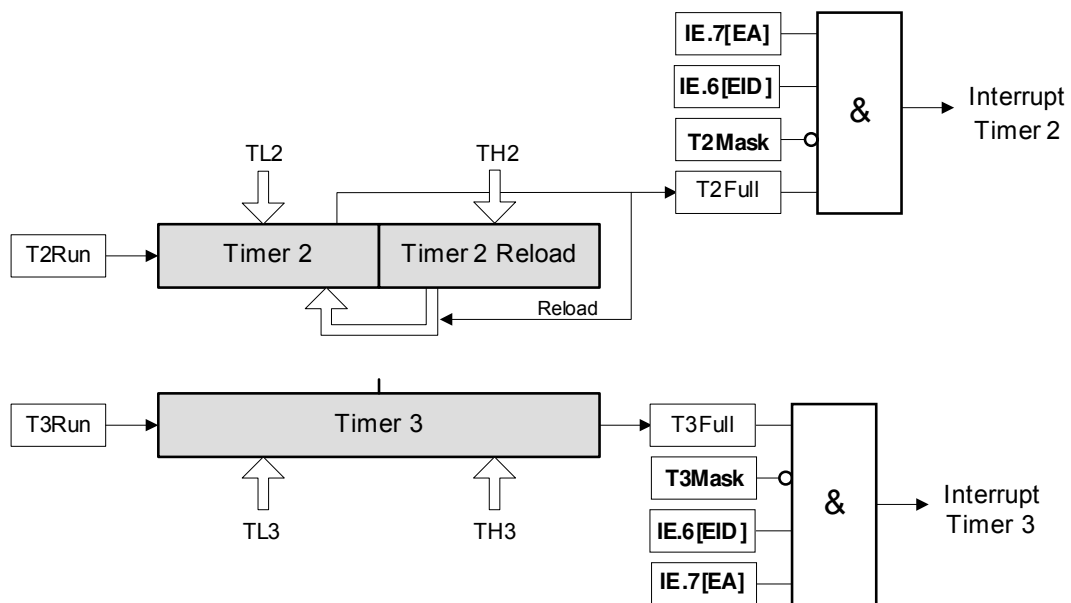 IE.7[EA]
IE.6[EID]
&
Interrupt
Timer 2
T2Mask
TL2
TH2
T2Full
T2Run
Timer 2
Timer 2 Reload
Reload
T3Run
Timer 3
T3Full
T3Mask
&
Interrupt
Timer 3
TL3
TH3
IE.6[EID]
IE.7[EA]